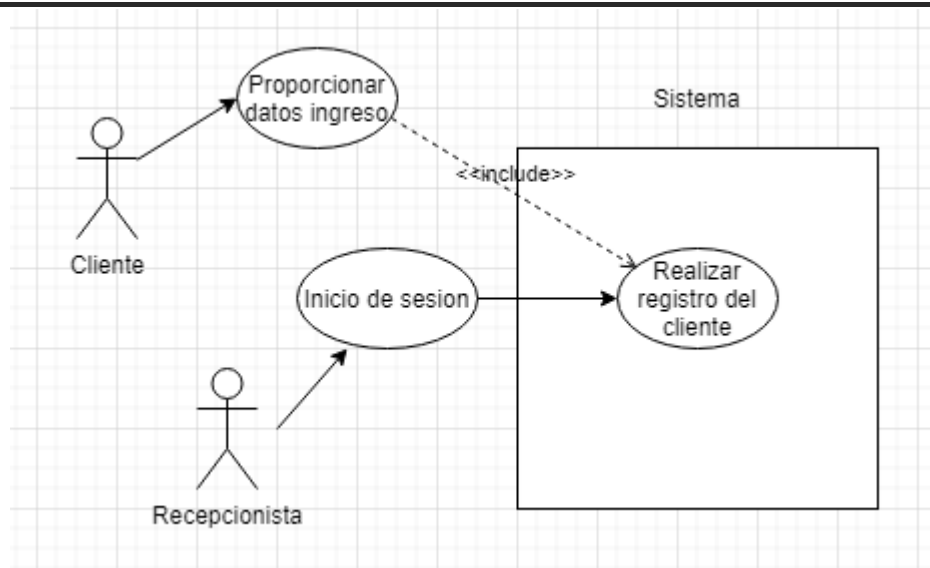 Proporcionar
datos ingreso
Sistema
<<include>>
Cliente
Inicio de sesion
Realizar
registro del
cliente
Recepcionista